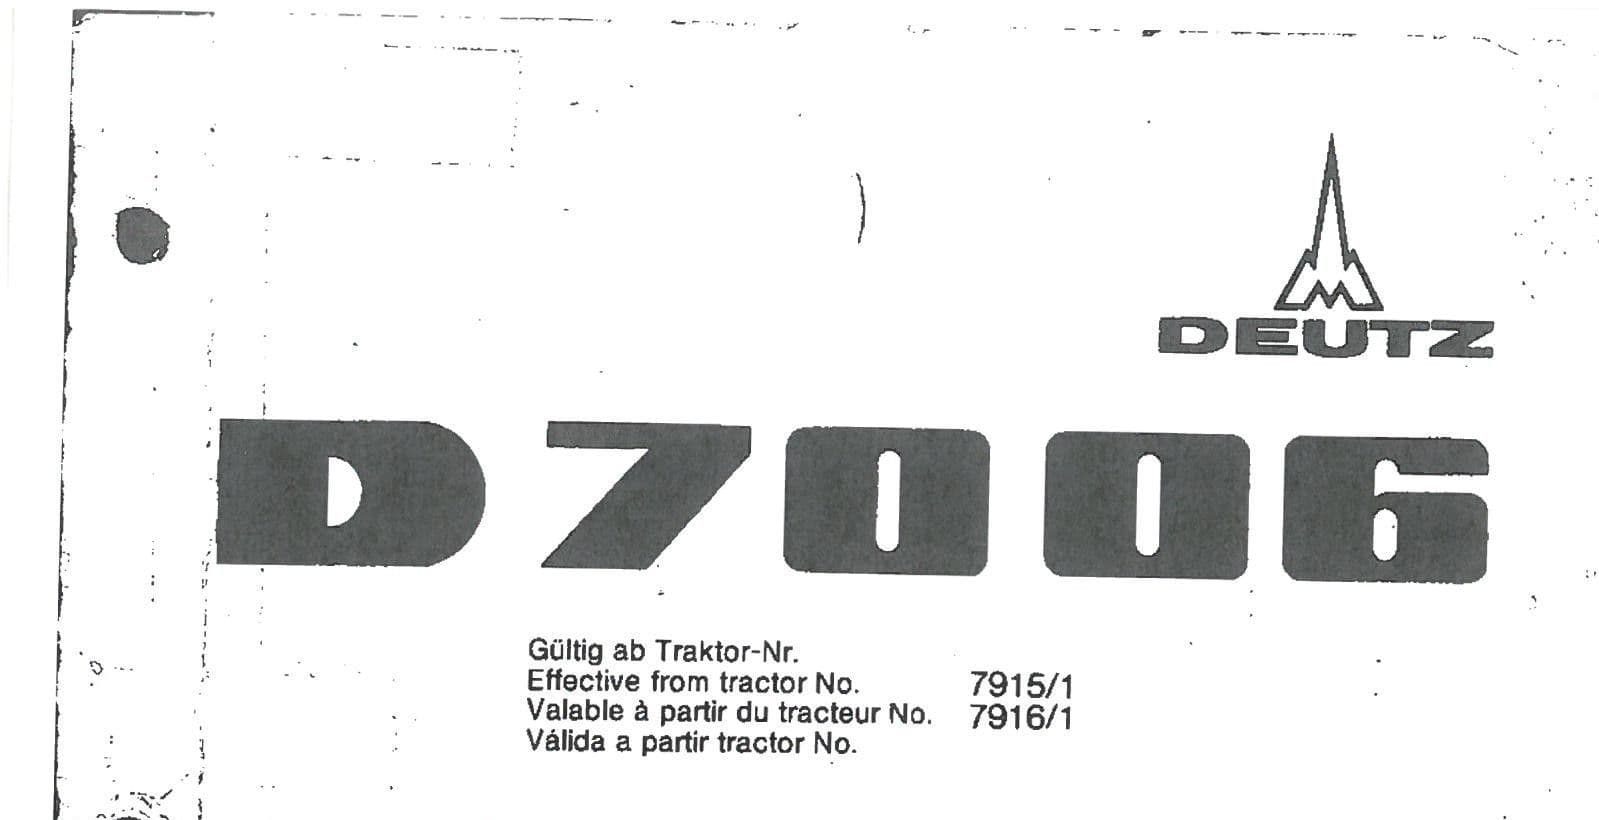 DEUTZ
D 7006
Gültig ab Traktor-Nr.
Effective from tractor No. 7915/1
Valable à partir du tracteur No. 7916/1
Válida a partir tractor No.